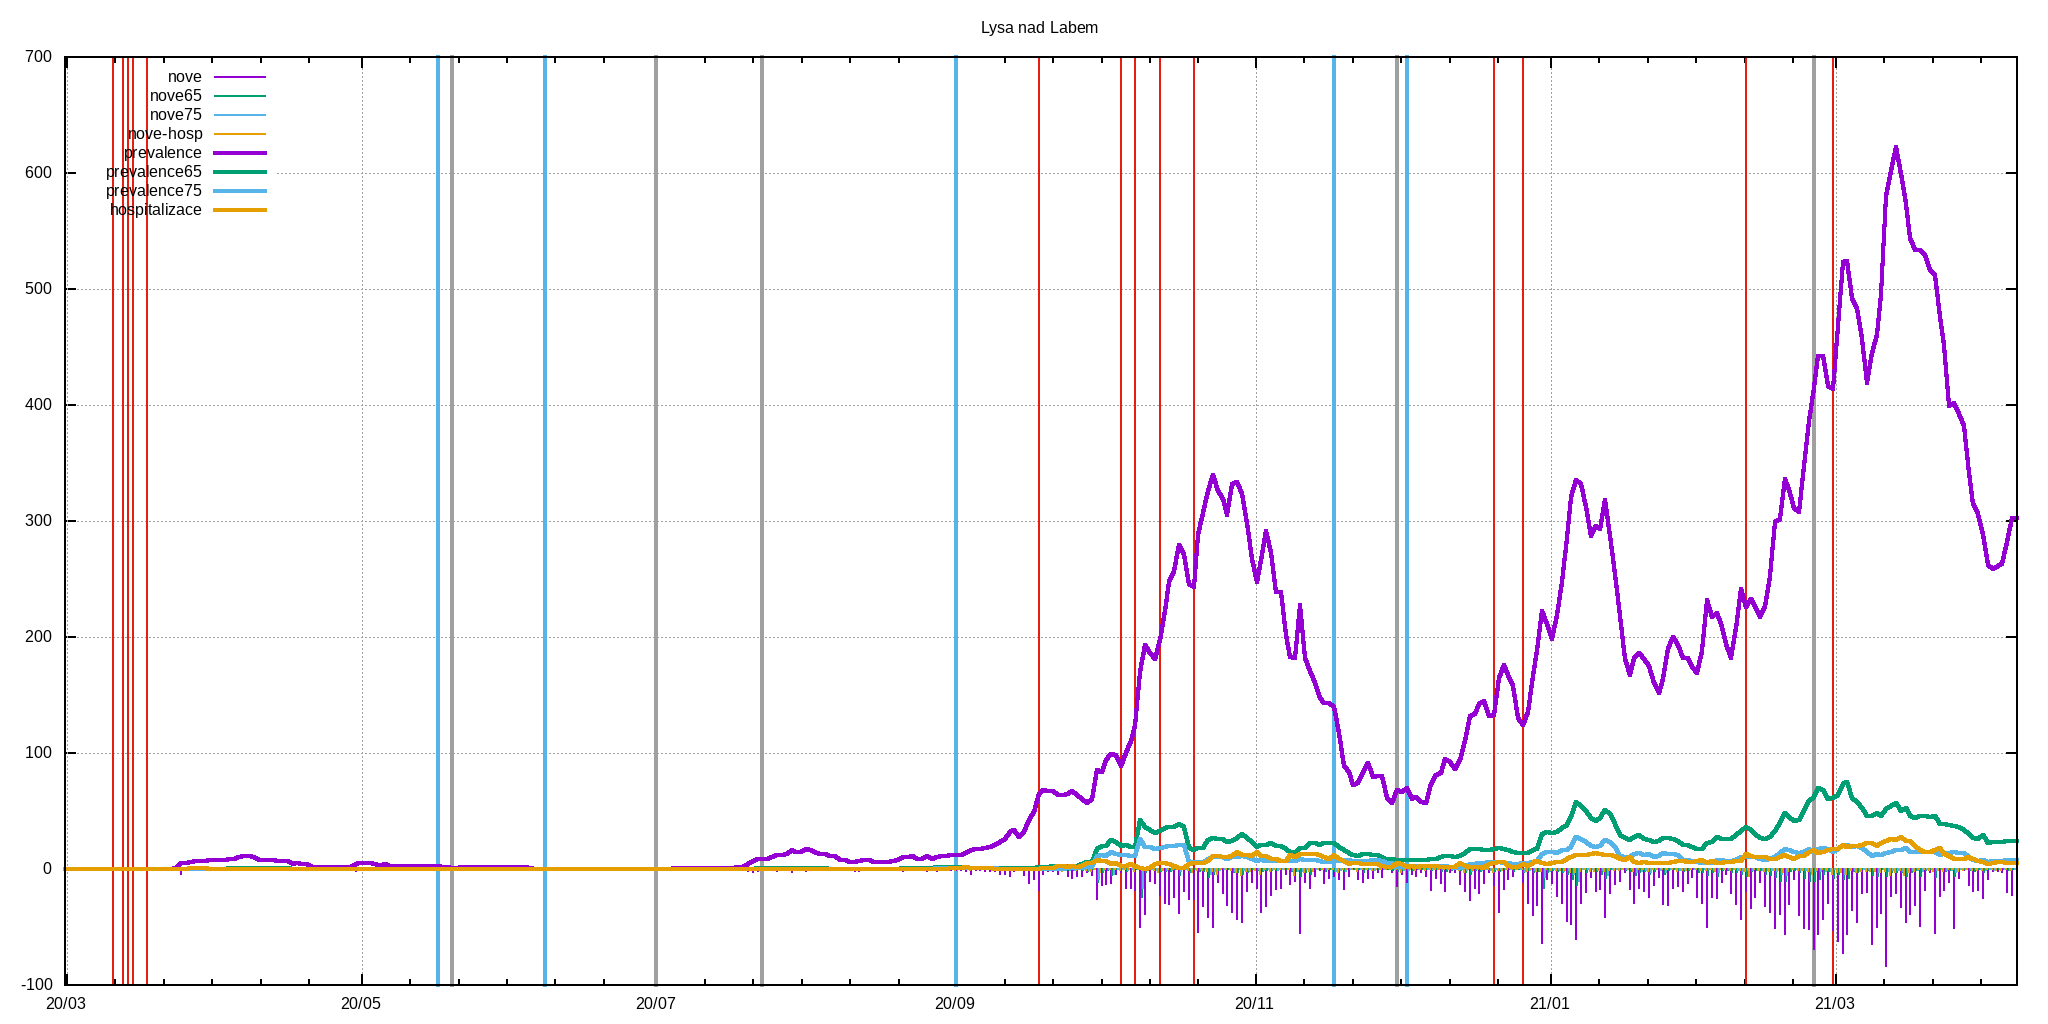 Lysa nad Labem
700
600
500
400
300
200
100
0
-100
nove
nove65
nove75
nove-hosp
prevalence
prevalence65
prevalence75
hospitalizace
20/03 20/05 20/07 20/09 20/11 21/01 21/03